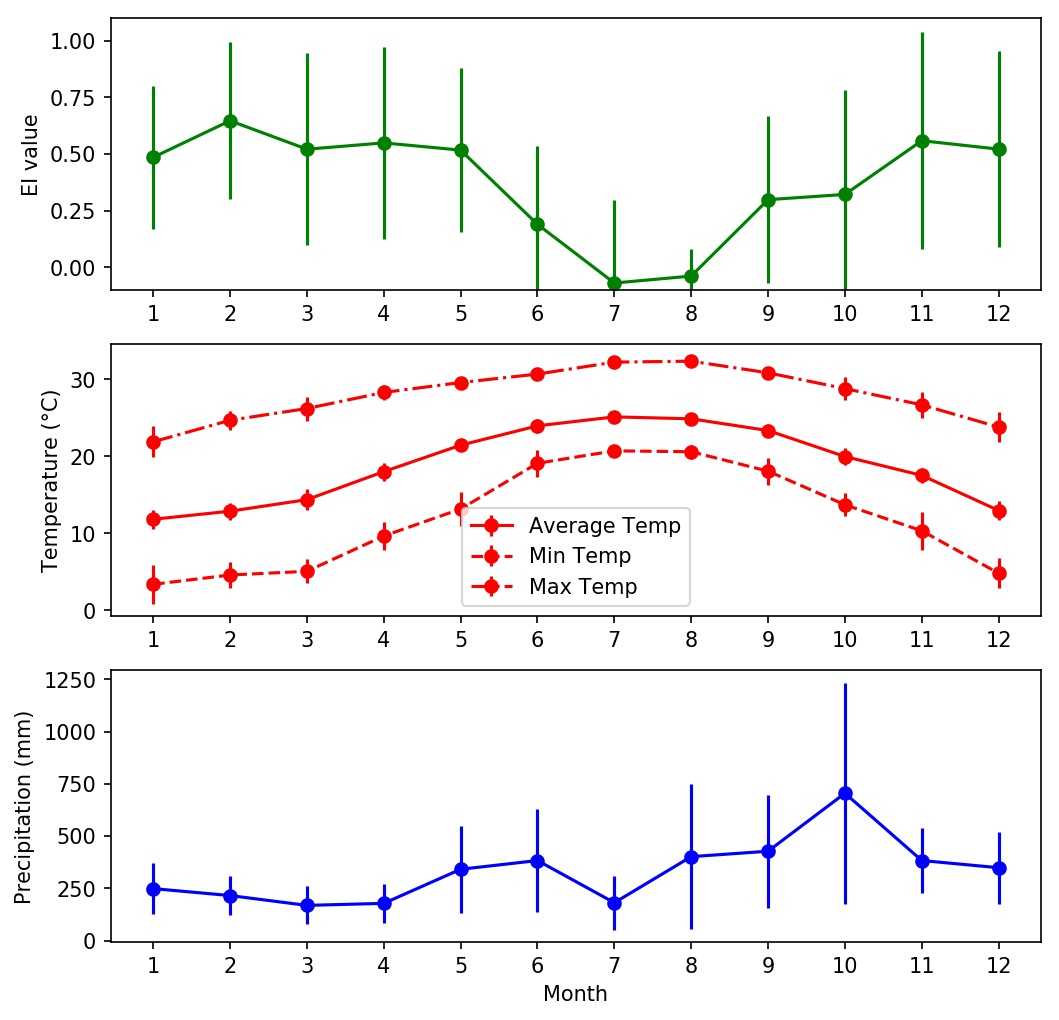 EI value
1.00
0.75
0.50
0.25
0.00
1 2 3 4 5 6 7 8 9 10 11 12
Temperature (°C)
30
20
10
0
Average Temp
Min Temp
Max Temp
1 2 3 4 5 6 7 8 9 10 11 12
Precipitation (mm)
1250
1000
750
500
250
0
1 2 3 4 5 6 7 8 9 10 11 12
Month